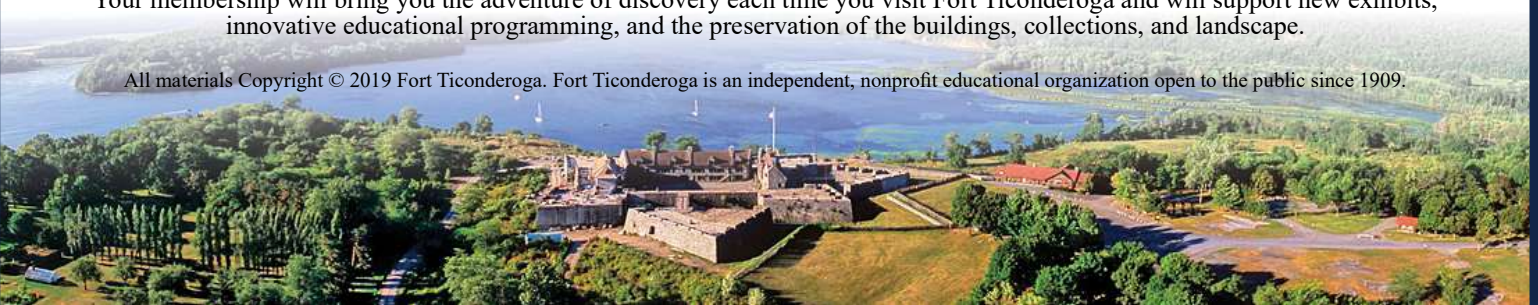 Your membership will bring you the adventure of discovery each time you visit Fort Ticonderoga and will support new exhibits,
innovative educational programming, and the preservation of the buildings, collections, and landscape.
All materials Copyright © 2019 Fort Ticonderoga. Fort Ticonderoga is an independent, nonprofit educational organization open to the public since 1909.